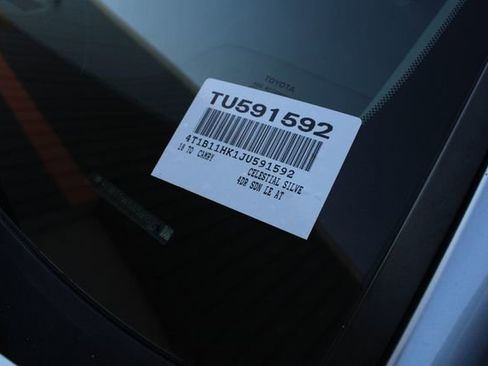 TOYOTA
TU591592
4T1B11HK1JU591592
18 TO CAMRY
CELESTIAL SILVE
4DR SDN LE AT